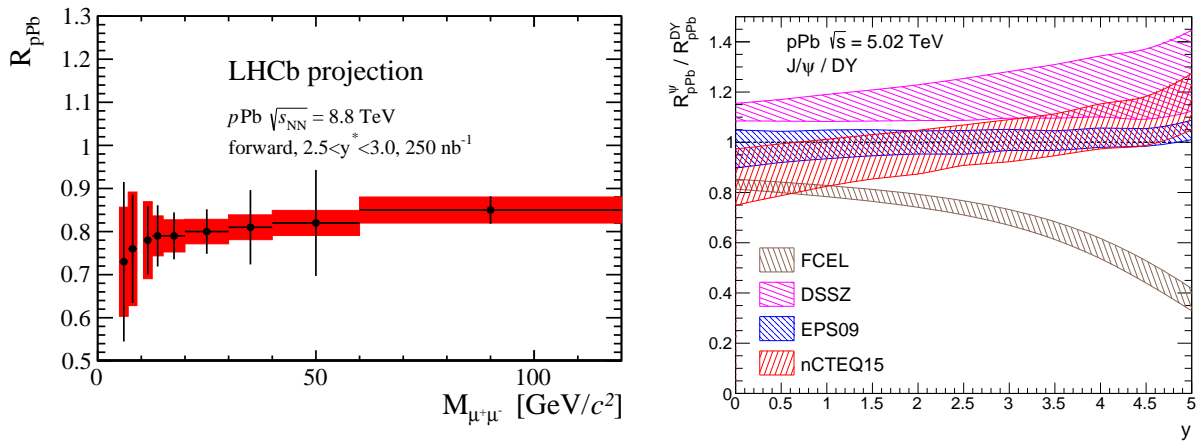 R_pPb
1.3
1.2
1.1
1
0.9
0.8
0.7
0.6
0.5
LHCb projection
pPb √s_NN = 8.8 TeV
forward, 2.5<y*<3.0, 250 nb⁻¹
0 50 100
M_μ⁺μ⁻ [GeV/c²]
R^ψ_pPb / R^DY_pPb
1.4
1.2
1
0.8
0.6
0.4
0.2
0
pPb √s = 5.02 TeV
J/ψ / DY
FCEL
DSSZ
EPS09
nCTEQ15
0 0.5 1 1.5 2 2.5 3 3.5 4 4.5 5
y